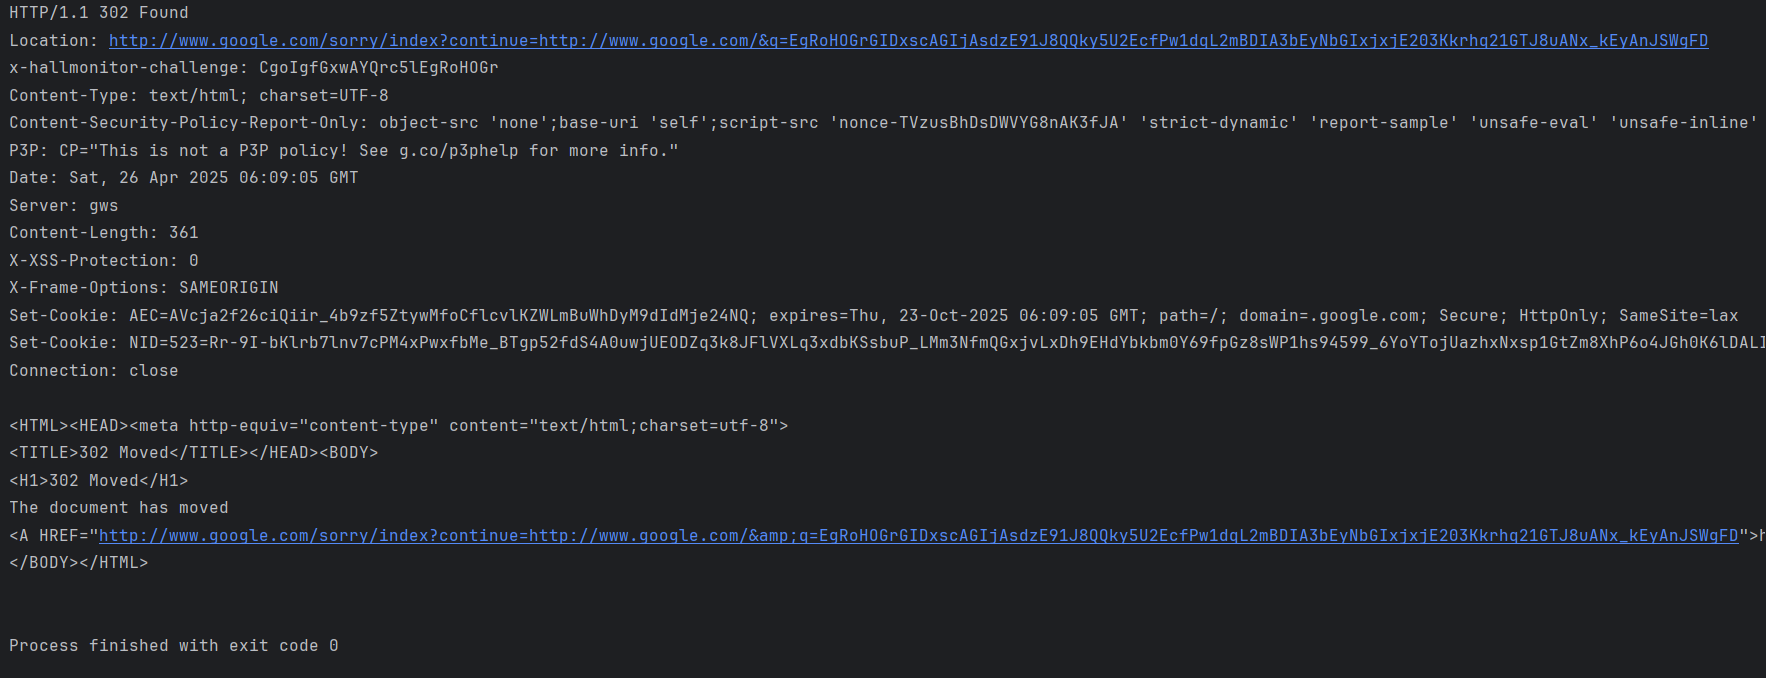 HTTP/1.1 302 Found
Location: http://www.google.com/sorry/index?continue=http://www.google.com/&q=EgRoHOGrGIDxscAGIjAsdzE91J8QQky5U2EcfPw1dqL2mBDIA3bEyNbGIxjxjE203Kkrhq21GTJ8uANx_kEyAnJSWgFD
x-hallmonitor-challenge: CgoIgfGxwAYQrc5lEgRoHOGr
Content-Type: text/html; charset=UTF-8
Content-Security-Policy-Report-Only: object-src 'none';base-uri 'self';script-src 'nonce-TVzusBhDsDWVYG8nAK3fJA' 'strict-dynamic' 'report-sample' 'unsafe-eval' 'unsafe-inline'
P3P: CP="This is not a P3P policy! See g.co/p3phelp for more info."
Date: Sat, 26 Apr 2025 06:09:05 GMT
Server: gws
Content-Length: 361
X-XSS-Protection: 0
X-Frame-Options: SAMEORIGIN
Set-Cookie: AEC=AVcja2f26ciQiir_4b9zf5ZtywMfoCflcvlKZWLmBuWhDyM9dIdMje24NQ; expires=Thu, 23-Oct-2025 06:09:05 GMT; path=/; domain=.google.com; Secure; HttpOnly; SameSite=lax
Set-Cookie: NID=523=Rr-9I-bKlrb7lnv7cPM4xPwxfbMe_BTgp52fdS4A0uwjUEODZq3k8JFlVXLq3xdbKSsbuP_LMm3NfmQGxjvLxDh9EHdYbkbm0Y69fpGz8sWP1hs94599_6YoYTojUazhxNxsp1GtZm8XhP6o4JGh0K6lDALI
Connection: close
<HTML><HEAD><meta http-equiv="content-type" content="text/html;charset=utf-8">
<TITLE>302 Moved</TITLE></HEAD><BODY>
<H1>302 Moved</H1>
The document has moved
<A HREF="http://www.google.com/sorry/index?continue=http://www.google.com/&amp;q=EgRoHOGrGIDxscAGIjAsdzE91J8QQky5U2EcfPw1dqL2mBDIA3bEyNbGIxjxjE203Kkrhq21GTJ8uANx_kEyAnJSWgFD">h
</BODY></HTML>
Process finished with exit code 0